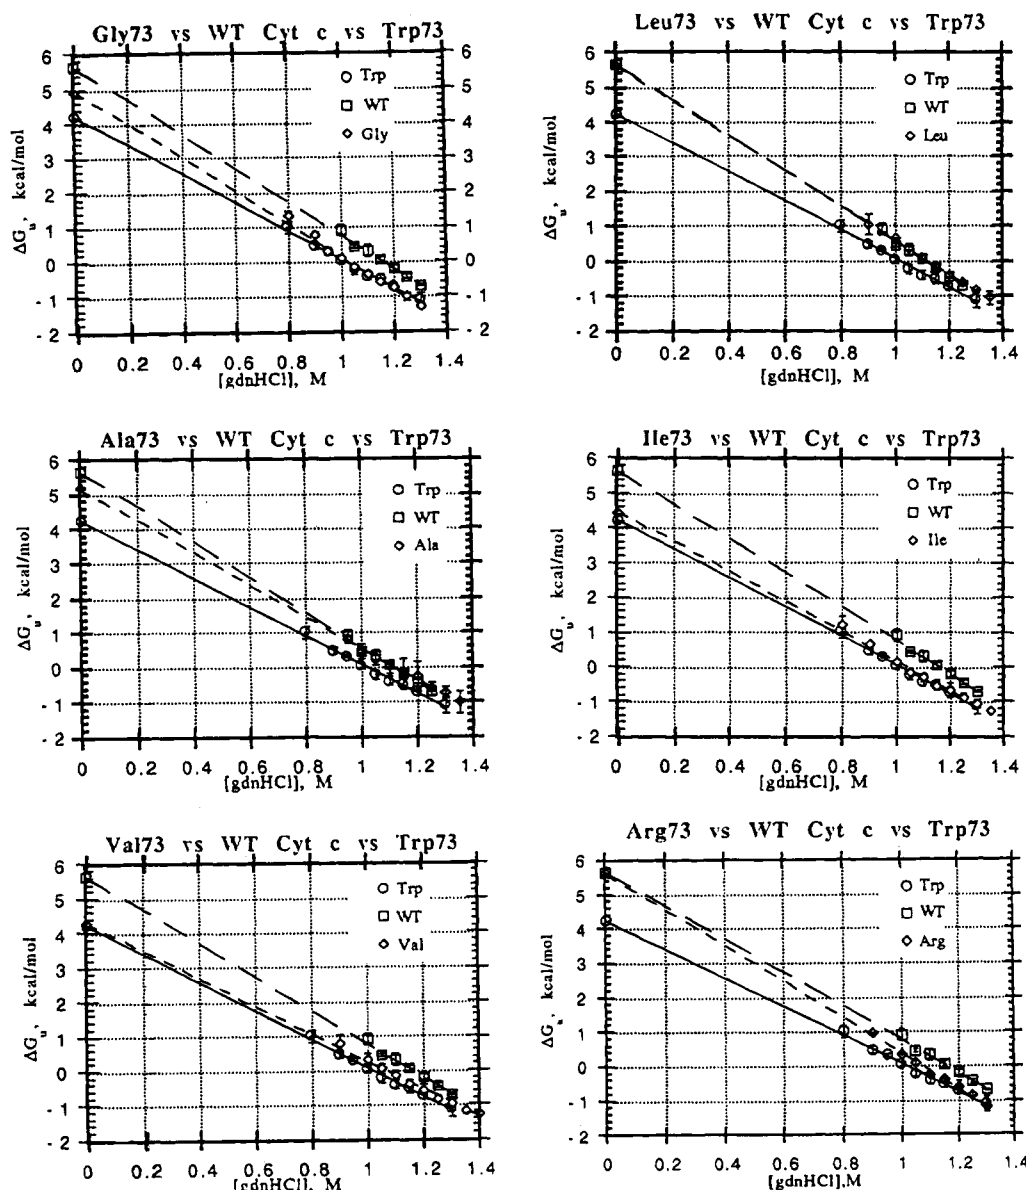 Gly73 vs WT Cyt c vs Trp73
6 6
5 5
4 4
3 3
2 2
1 1
0 0
- 1 - 1
- 2 - 2
ΔGu, kcal/mol
Trp
WT
Gly
0 0.2 0.4 0.6 0.8 1 1.2 1.4
[gdnHCl], M
Leu73 vs WT Cyt c vs Trp73
6
5
4
3
2
1
0
- 1
- 2
ΔGu, kcal/mol
Trp
WT
Leu
0 0.2 0.4 0.6 0.8 1 1.2 1.4
[gdnHCl], M
Ala73 vs WT Cyt c vs Trp73
6
5
4
3
2
1
0
- 1
- 2
ΔGu, kcal/mol
Trp
WT
Ala
0 0.2 0.4 0.6 0.8 1 1.2 1.4
[gdnHCl], M
Ile73 vs WT Cyt c vs Trp73
6
5
4
3
2
1
0
- 1
- 2
ΔGu, kcal/mol
Trp
WT
Ile
0 0.2 0.4 0.6 0.8 1 1.2 1.4
[gdnHCl], M
Val73 vs WT Cyt c vs Trp73
6
5
4
3
2
1
0
- 1
- 2
ΔGu, kcal/mol
Trp
WT
Val
0 0.2 0.4 0.6 0.8 1 1.2 1.4
[gdnHCl], M
Arg73 vs WT Cyt c vs Trp73
6
5
4
3
2
1
0
- 1
- 2
ΔGu, kcal/mol
Trp
WT
Arg
0 0.2 0.4 0.6 0.8 1 1.2 1.4
[gdnHCl],M